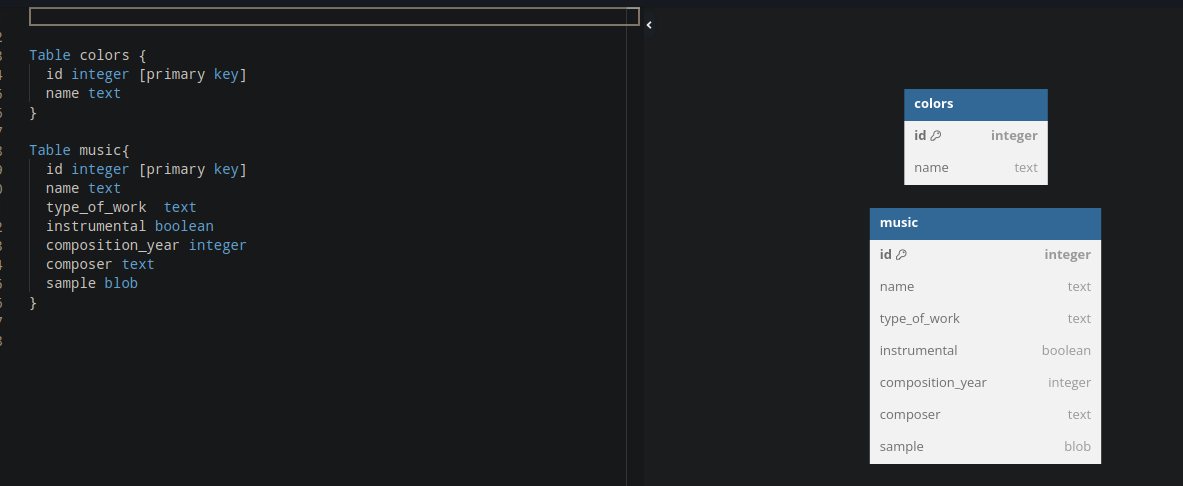 Table colors {
id integer [primary key]
name text
}
Table music{
id integer [primary key]
name text
type_of_work  text
instrumental boolean
composition_year integer
composer text
sample blob
}
colors
id integer
name text
music
id integer
name text
type_of_work text
instrumental boolean
composition_year integer
composer text
sample blob